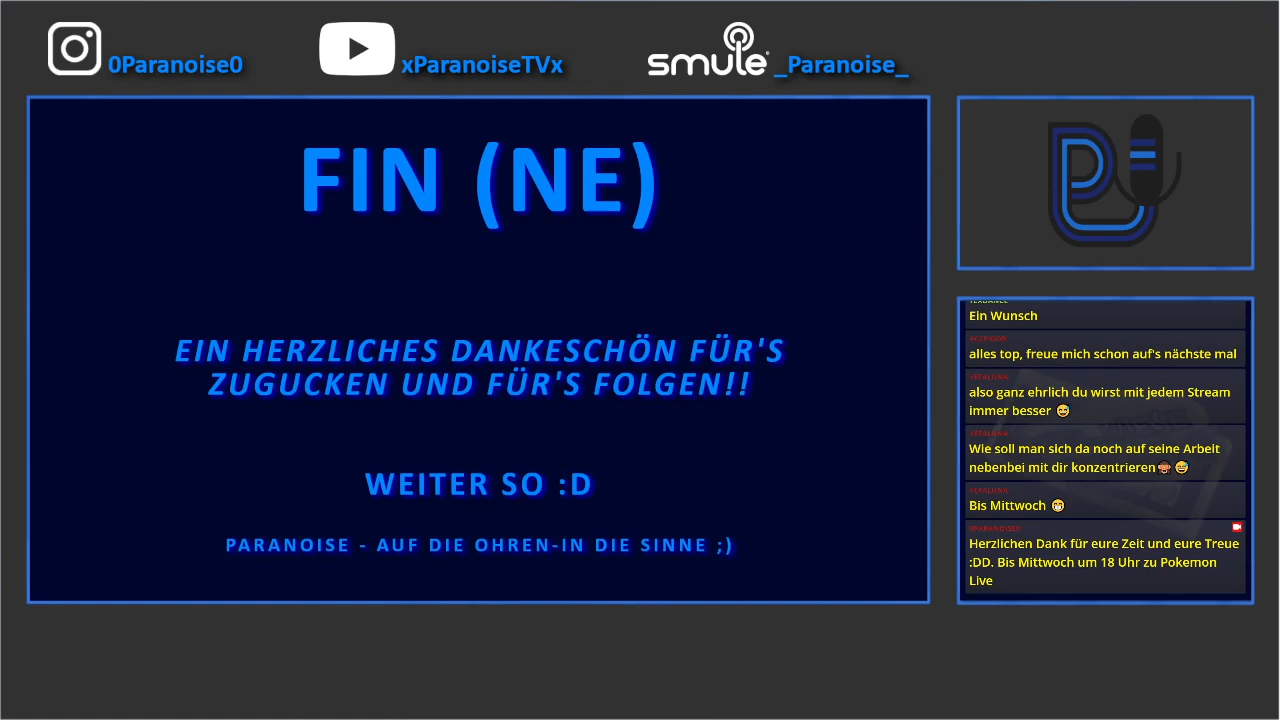 0Paranoise0
xParanoiseTVx
smule
_Paranoise_
FIN (NE)
EIN HERZLICHES DANKESCHÖN FÜR'S
ZUGUCKEN UND FÜR'S FOLGEN!!
WEITER SO :D
PARANOISE - AUF DIE OHREN-IN DIE SINNE ;)
Ein Wunsch
alles top, freue mich schon auf's nächste mal
also ganz ehrlich du wirst mit jedem Stream
immer besser 😅
Wie soll man sich da noch auf seine Arbeit
nebenbei mit dir konzentrieren🙈😅
Bis Mittwoch 😁
0PARANOISE0
Herzlichen Dank für eure Zeit und eure Treue
:DD. Bis Mittwoch um 18 Uhr zu Pokemon
Live